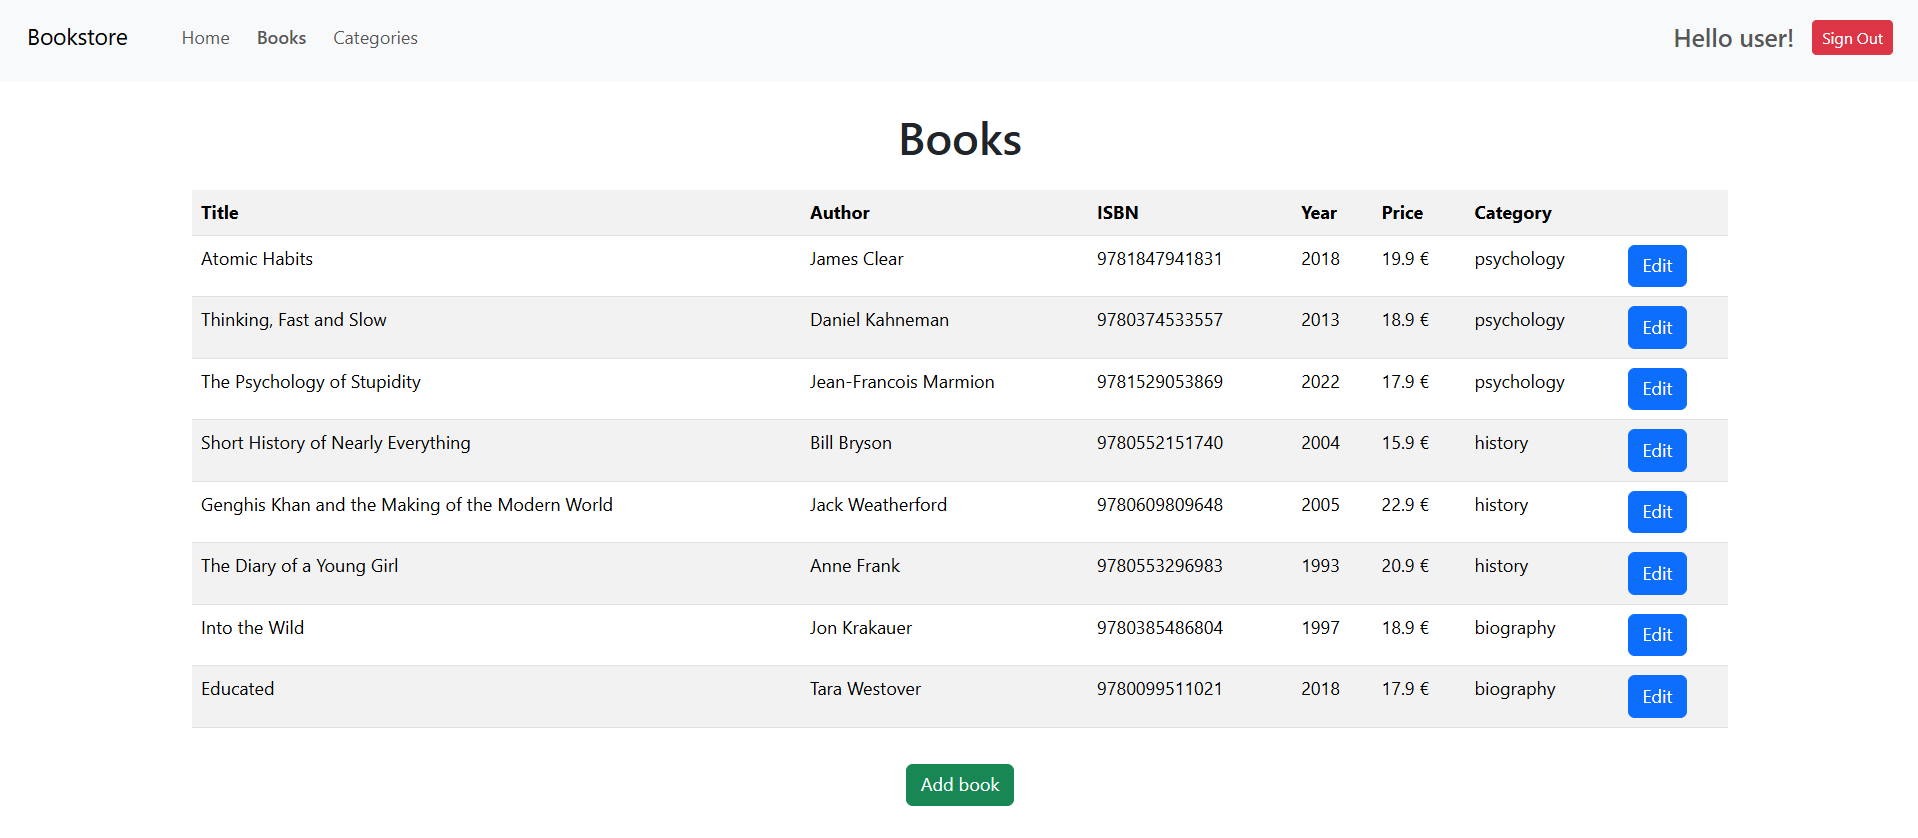 Bookstore Home Books Categories Hello user! Sign Out
Books
Title Author ISBN Year Price Category
Atomic Habits James Clear 9781847941831 2018 19.9 € psychology Edit
Thinking, Fast and Slow Daniel Kahneman 9780374533557 2013 18.9 € psychology Edit
The Psychology of Stupidity Jean-Francois Marmion 9781529053869 2022 17.9 € psychology Edit
Short History of Nearly Everything Bill Bryson 9780552151740 2004 15.9 € history Edit
Genghis Khan and the Making of the Modern World Jack Weatherford 9780609809648 2005 22.9 € history Edit
The Diary of a Young Girl Anne Frank 9780553296983 1993 20.9 € history Edit
Into the Wild Jon Krakauer 9780385486804 1997 18.9 € biography Edit
Educated Tara Westover 9780099511021 2018 17.9 € biography Edit
Add book